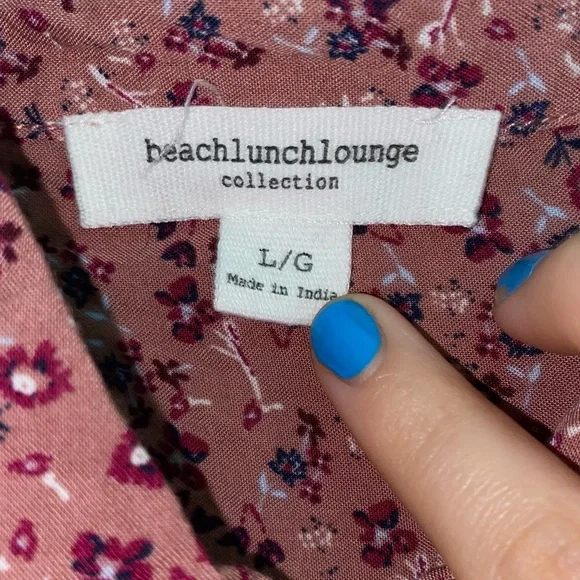 beachlunchlounge
collection
L/G
Made in India